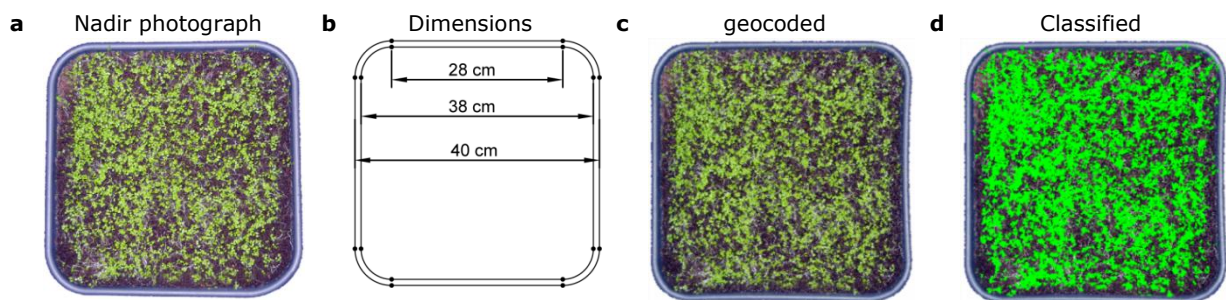 a Nadir photograph b Dimensions c geocoded d Classified
28 cm
38 cm
40 cm